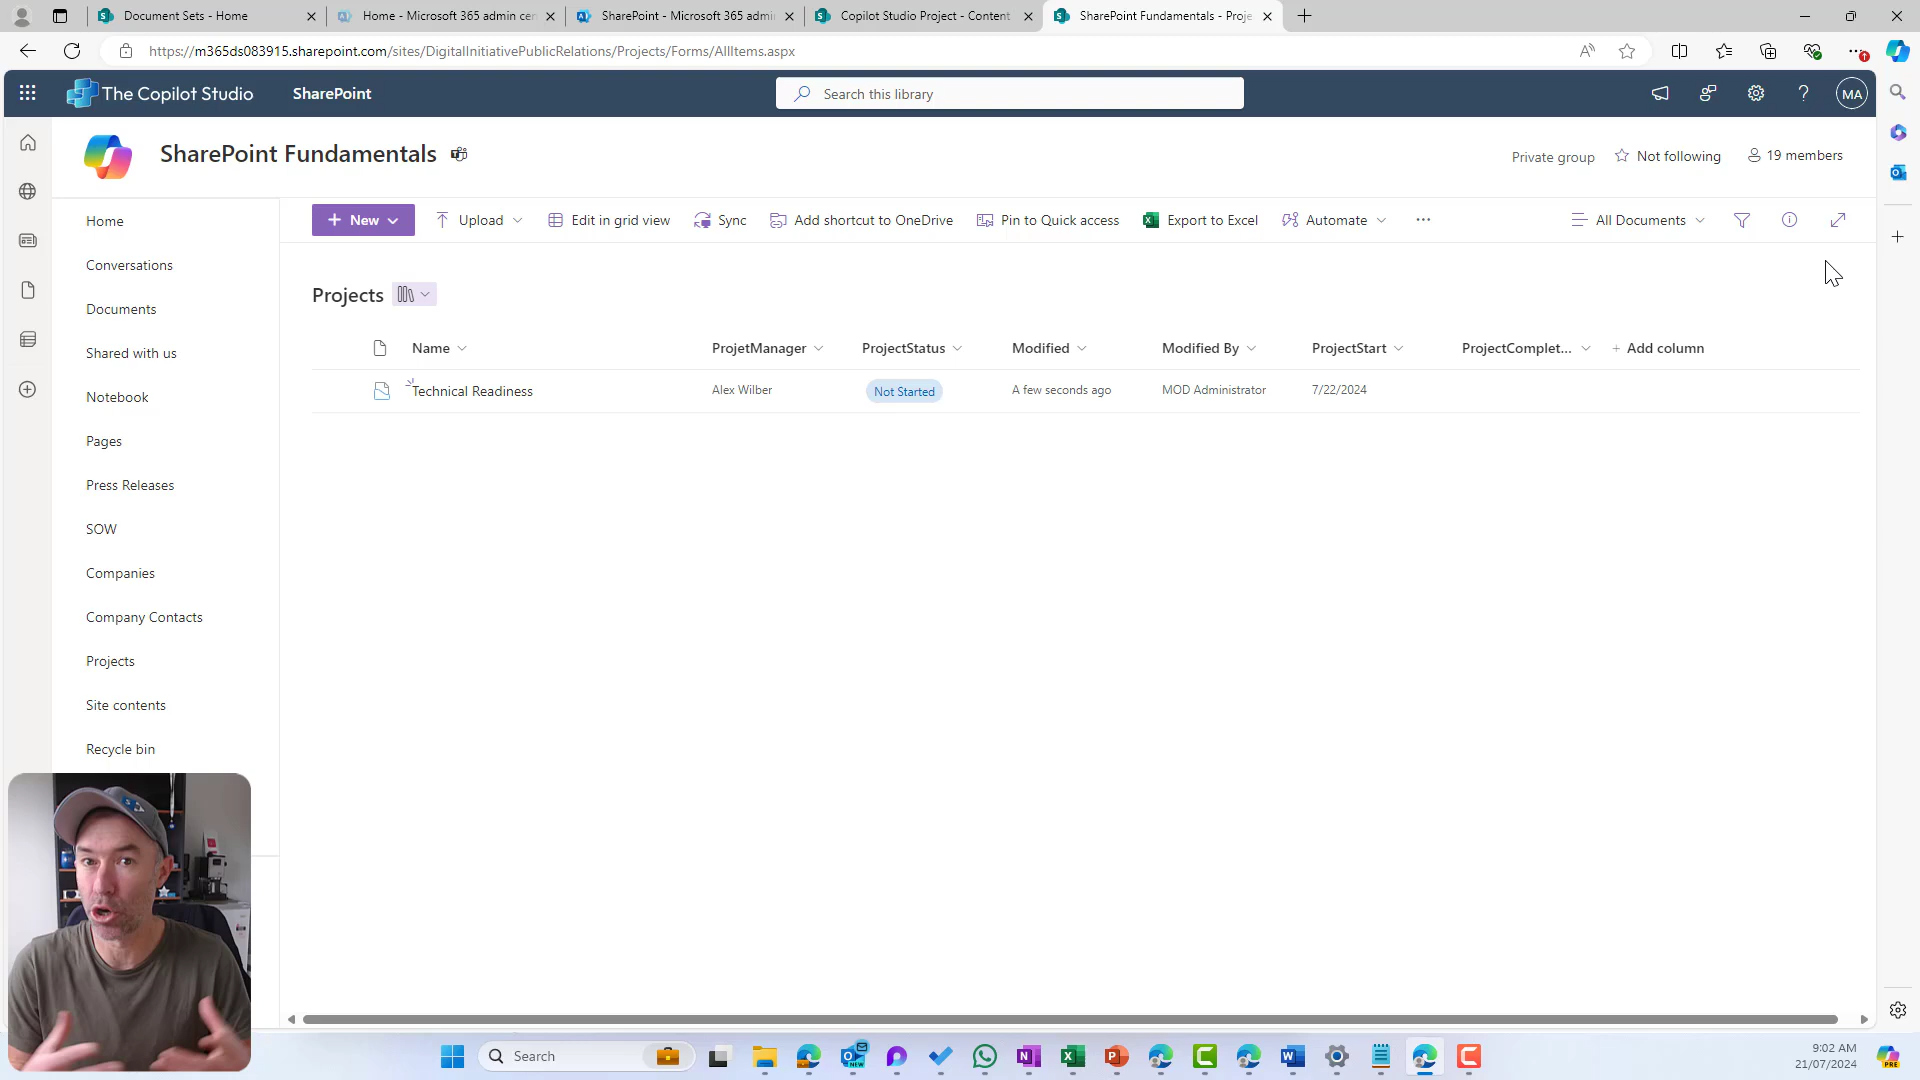 Document Sets - Home
Home - Microsoft 365 admin cen
SharePoint - Microsoft 365 admi
Copilot Studio Project - Content
SharePoint Fundamentals - Proje
https://m365ds083915.sharepoint.com/sites/DigitalInitiativePublicRelations/Projects/Forms/AllItems.aspx
The Copilot Studio
SharePoint
Search this library
MA
SharePoint Fundamentals
Private group
Not following
19 members
Home
Conversations
Documents
Shared with us
Notebook
Pages
Press Releases
SOW
Companies
Company Contacts
Projects
Site contents
Recycle bin
New
Upload
Edit in grid view
Sync
Add shortcut to OneDrive
Pin to Quick access
Export to Excel
Automate
All Documents
Projects
Name ProjetManager ProjectStatus Modified Modified By ProjectStart ProjectComplet... + Add column
Technical Readiness Alex Wilber Not Started A few seconds ago MOD Administrator 7/22/2024
Search
NEW
9:02 AM
21/07/2024
PRE